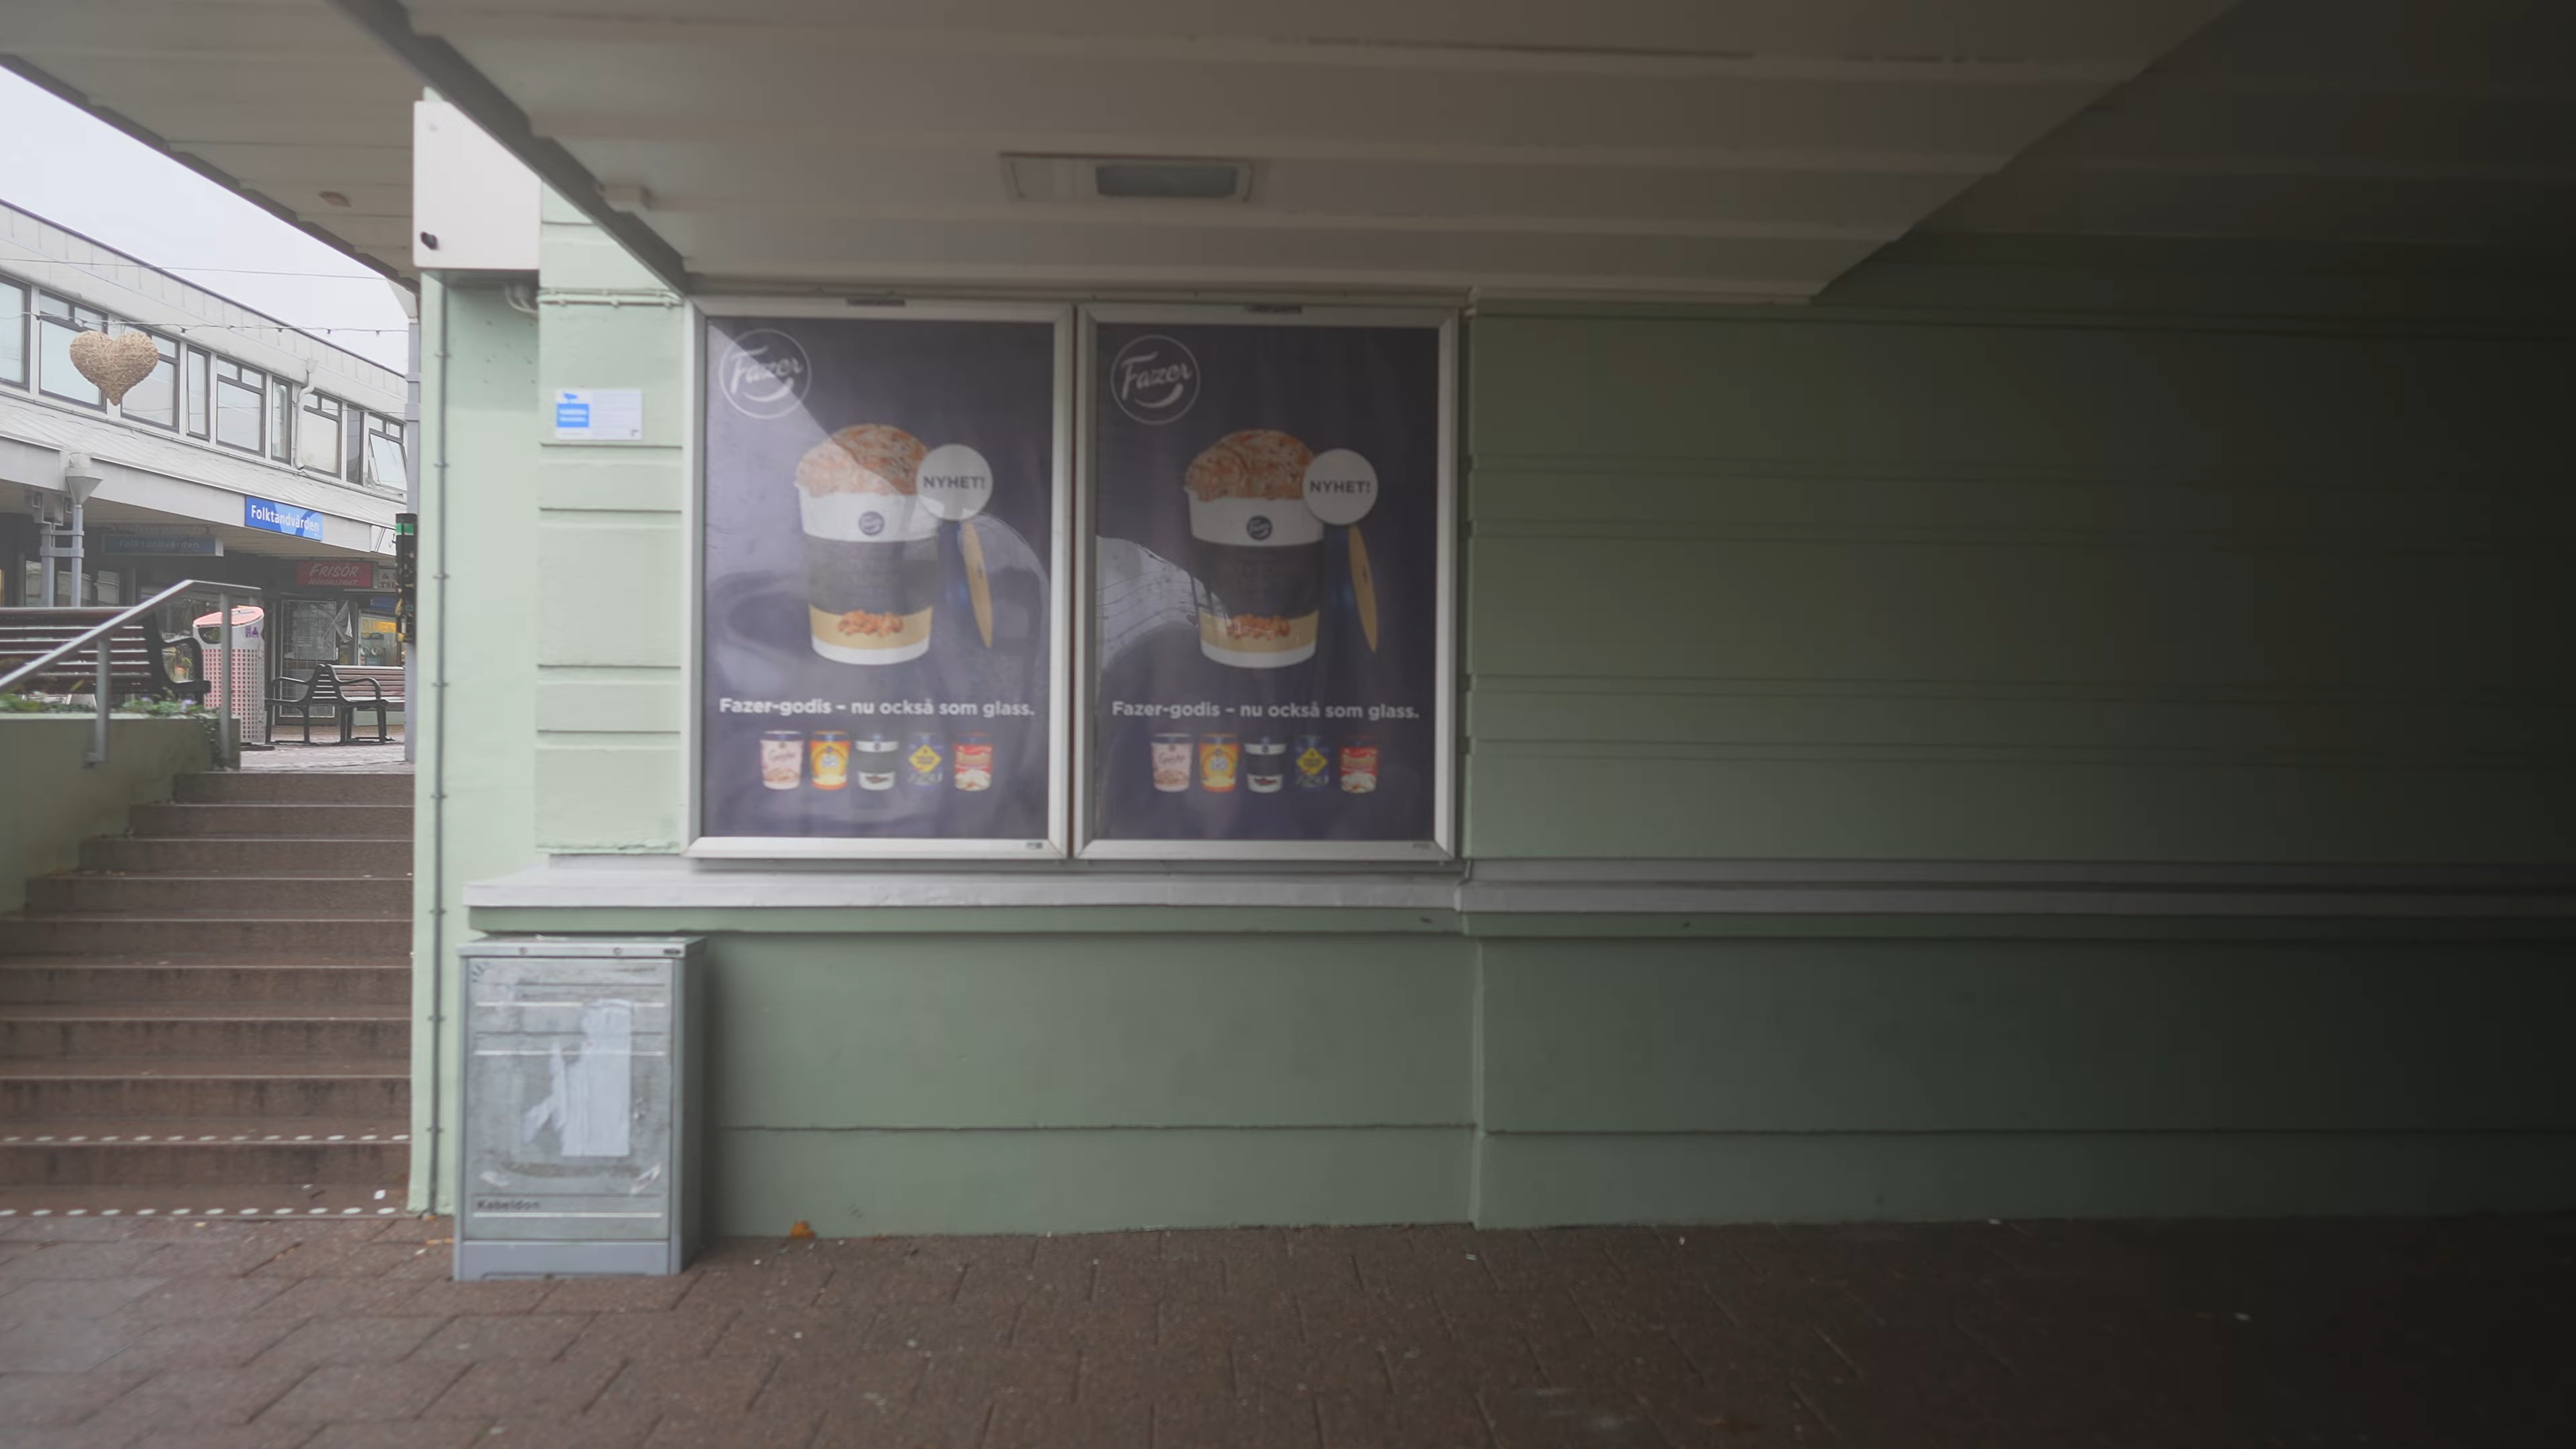 Folktandvården
Folktandvården
FRISÖR
Fazer
NYHET!
Fazer-godis – nu också som glass.
Fazer
NYHET!
Fazer-godis – nu också som glass.
Kabeldon